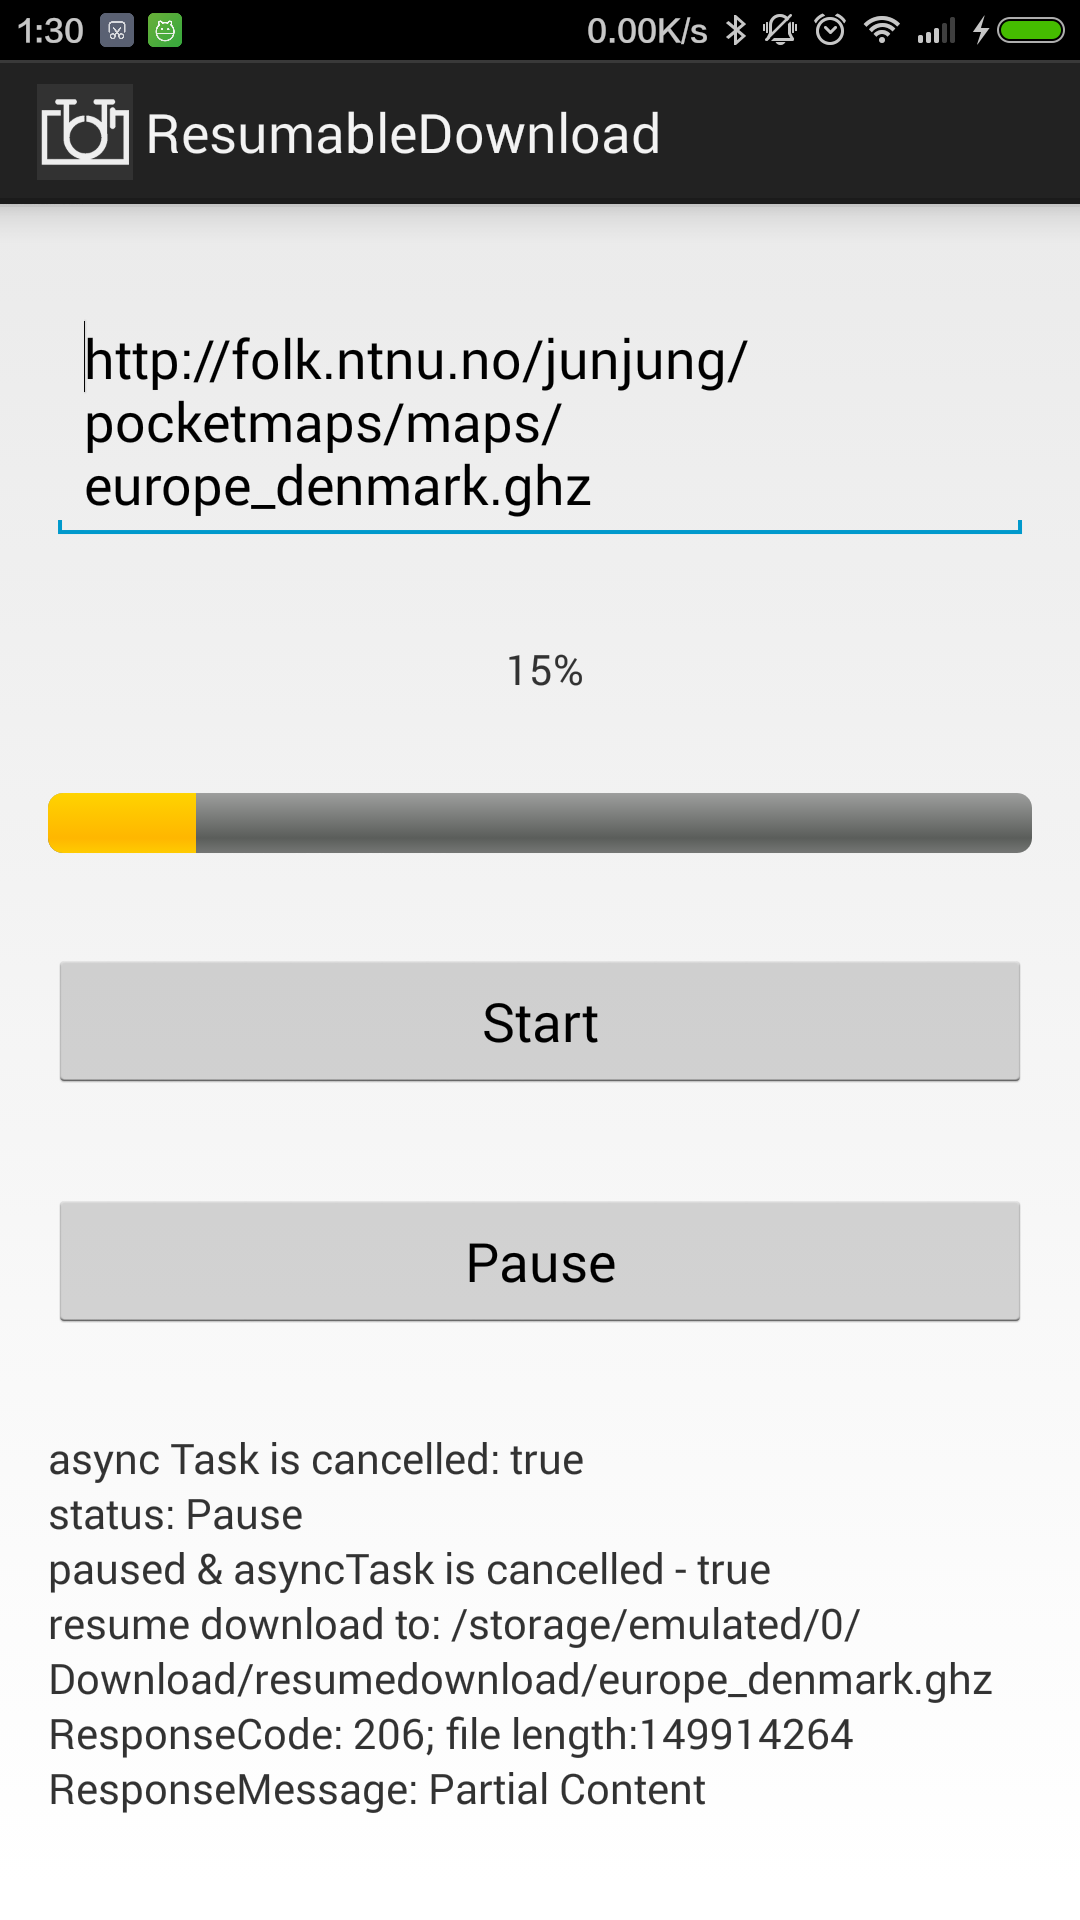 1:30
0.00K/s
ResumableDownload
http://folk.ntnu.no/junjung/
pocketmaps/maps/
europe_denmark.ghz
15%
Start
Pause
async Task is cancelled: true
status: Pause
paused & asyncTask is cancelled - true
resume download to: /storage/emulated/0/
Download/resumedownload/europe_denmark.ghz
ResponseCode: 206; file length:149914264
ResponseMessage: Partial Content